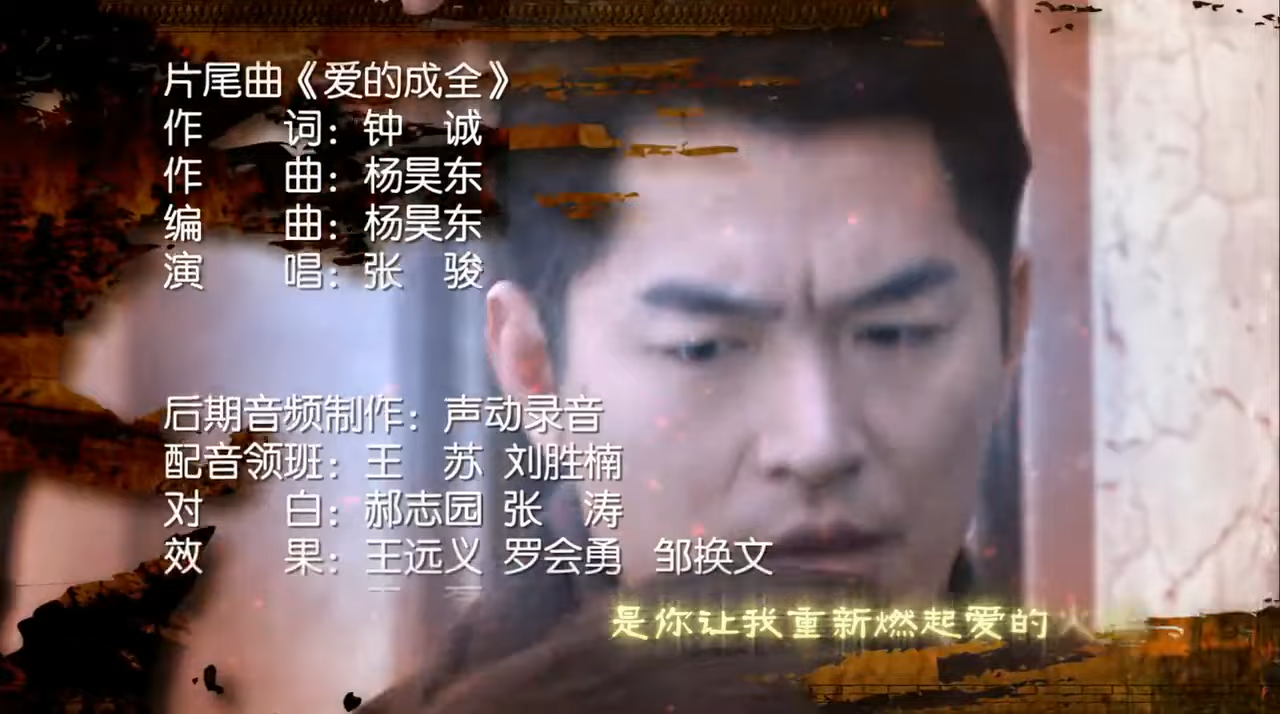 片尾曲《爱的成全》
作 词：钟 诚
作 曲：杨昊东
编 曲：杨昊东
演 唱：张 骏
后期音频制作：声动录音
配音领班：王 苏 刘胜楠
对 白：郝志园 张 涛
效 果：王远义 罗会勇 邹换文
是你让我重新燃起爱的火